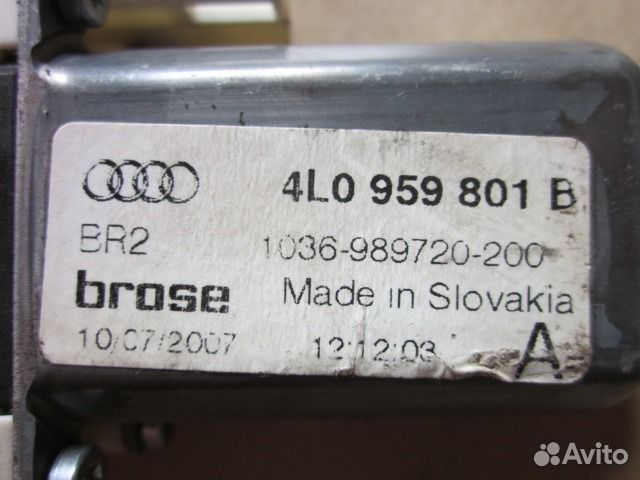 4L0 959 801 B
BR2 1036-989720-200
brose Made in Slovakia
10/07/2007 12:12:03 A
Avito